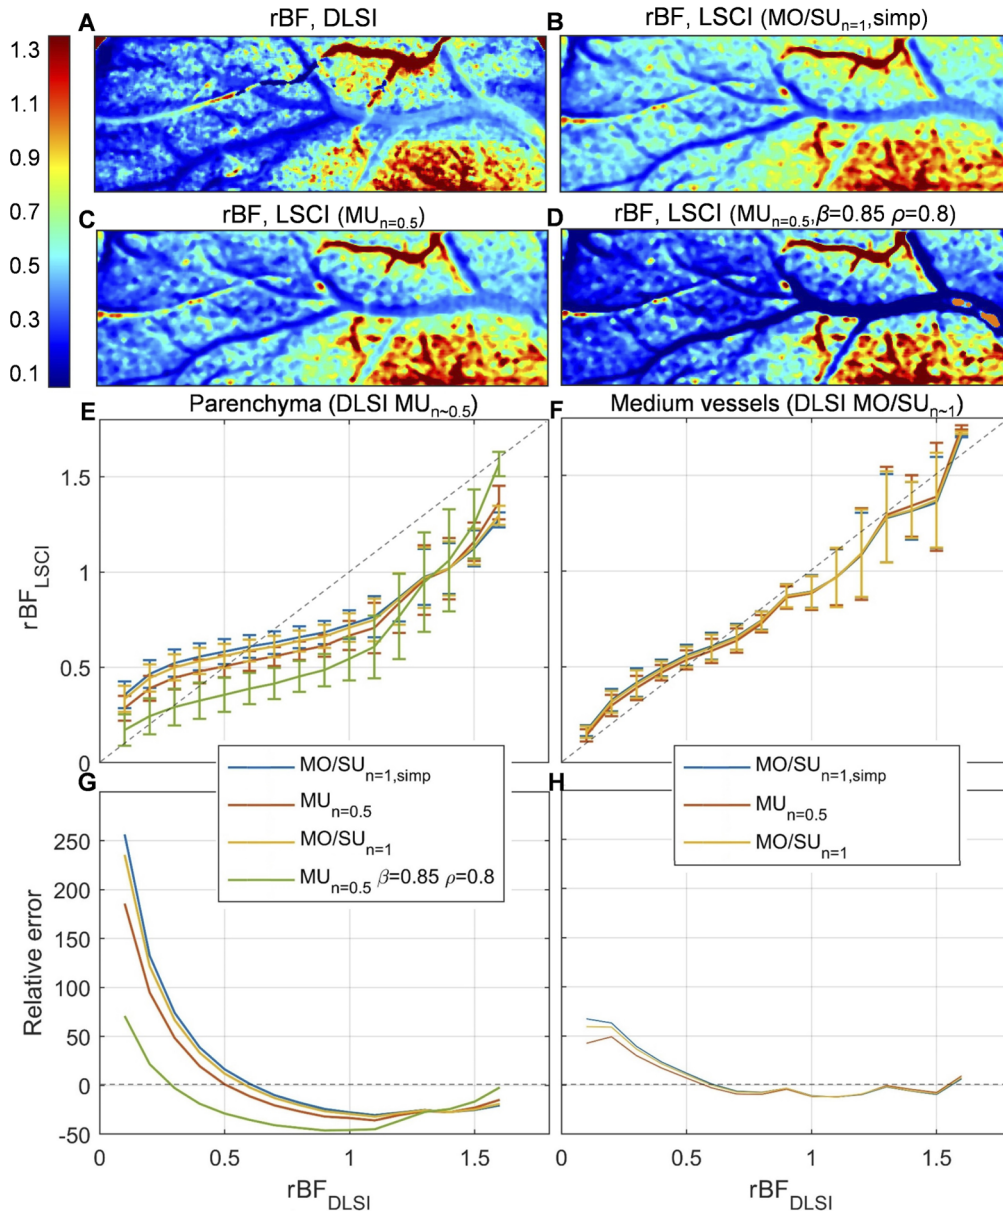 A rBF, DLSI
B rBF, LSCI (MO/SUn=1,simp)
1.3
1.1
0.9
0.7
0.5
0.3
0.1
C rBF, LSCI (MUn=0.5)
D rBF, LSCI (MUn=0.5,β=0.85 ρ=0.8)
E Parenchyma (DLSI MUn~0.5)
F Medium vessels (DLSI MO/SUn~1)
1.5
1
0.5
0
rBFLSCI
G
MO/SUn=1,simp
MUn=0.5
MO/SUn=1
MUn=0.5 β=0.85 ρ=0.8
H
MO/SUn=1,simp
MUn=0.5
MO/SUn=1
250
200
150
100
50
0
-50
Relative error
0 0.5 1 1.5
0.5 1 1.5
rBFDLSI
rBFDLSI